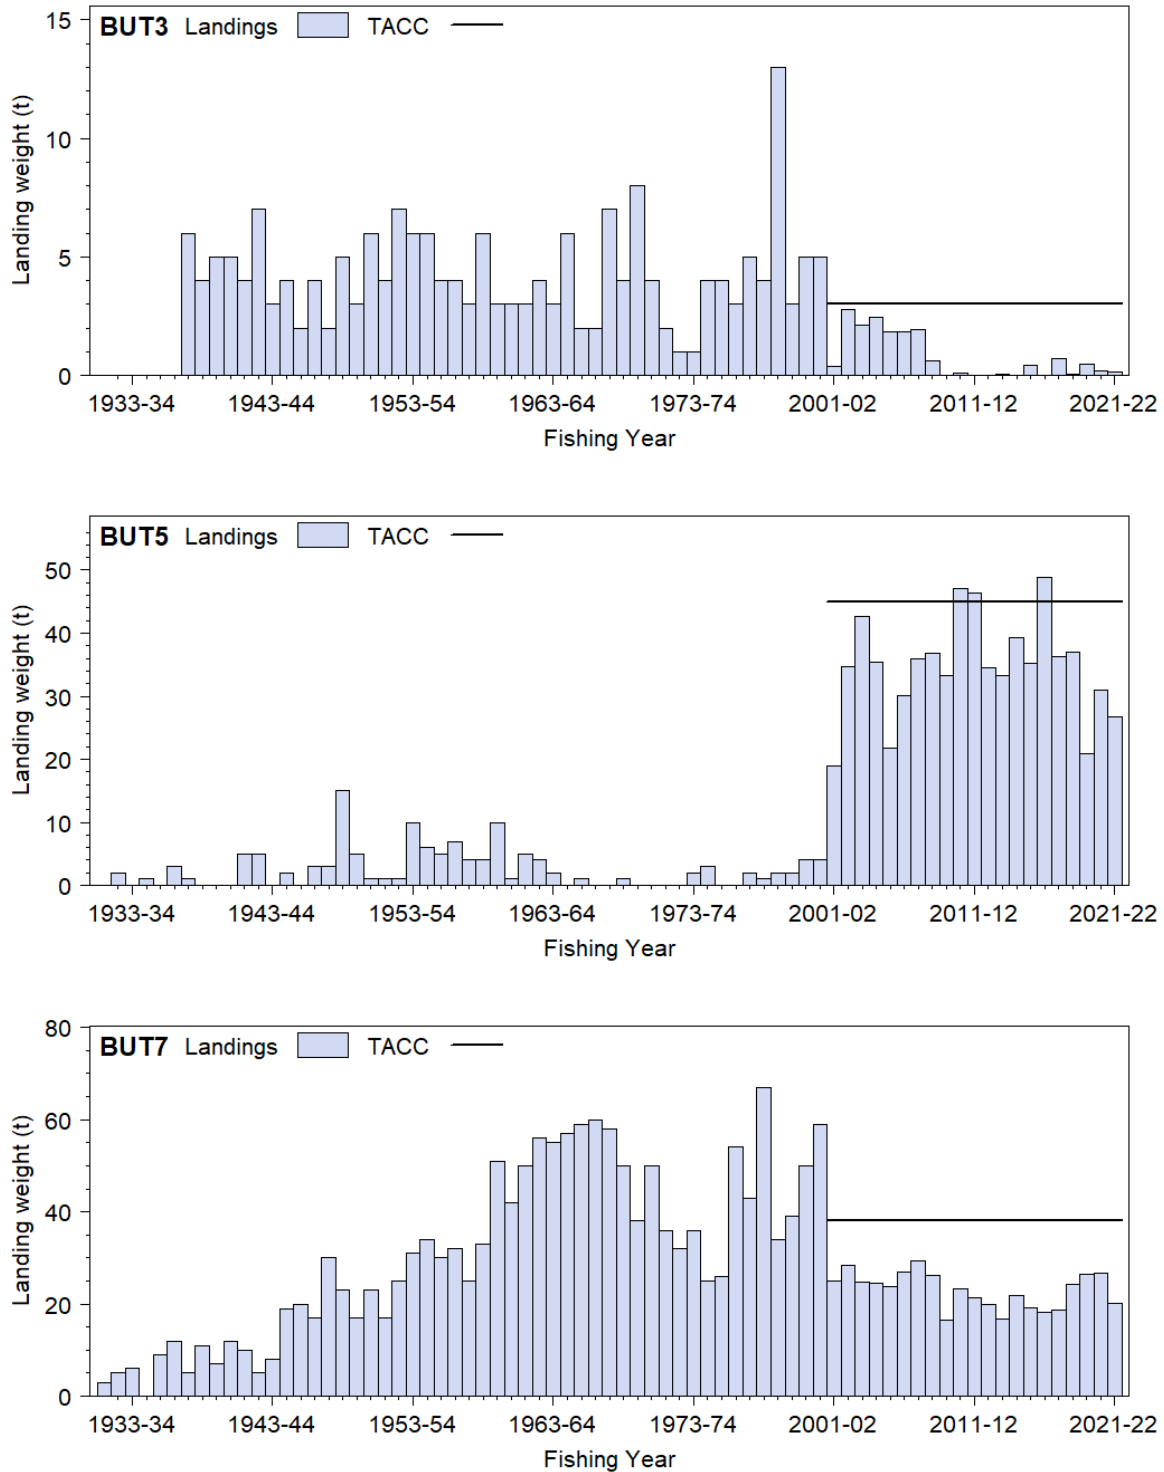 BUT3 Landings TACC
15
10
5
0
Landing weight (t)
1933-34 1943-44 1953-54 1963-64 1973-74 2001-02 2011-12 2021-22
Fishing Year
BUT5 Landings TACC
50
40
30
20
10
0
Landing weight (t)
1933-34 1943-44 1953-54 1963-64 1973-74 2001-02 2011-12 2021-22
Fishing Year
BUT7 Landings TACC
80
60
40
20
0
Landing weight (t)
1933-34 1943-44 1953-54 1963-64 1973-74 2001-02 2011-12 2021-22
Fishing Year